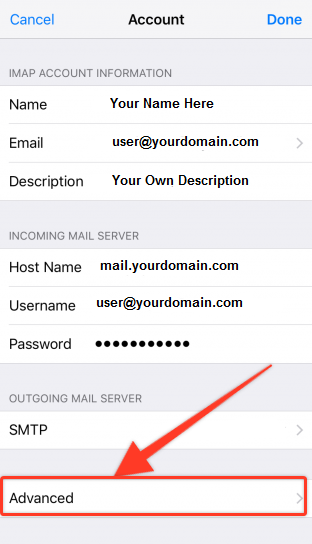 Cancel Account Done
IMAP ACCOUNT INFORMATION
Name Your Name Here
Email user@yourdomain.com
Description Your Own Description
INCOMING MAIL SERVER
Host Name mail.yourdomain.com
Username user@yourdomain.com
Password ●●●●●●●●●●●
OUTGOING MAIL SERVER
SMTP
Advanced